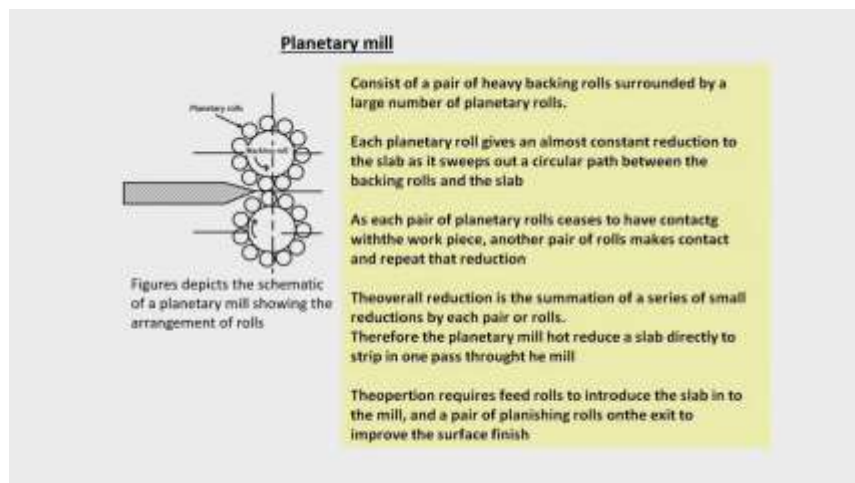 Planetary mill
Planetary rolls
Backing roll
Figures depicts the schematic
of a planetary mill showing the
arrangement of rolls
Consist of a pair of heavy backing rolls surrounded by a
large number of planetary rolls.
Each planetary roll gives an almost constant reduction to
the slab as it sweeps out a circular path between the
backing rolls and the slab
As each pair of planetary rolls ceases to have contactg
withthe work piece, another pair of rolls makes contact
and repeat that reduction
Theoverall reduction is the summation of a series of small
reductions by each pair or rolls.
Therefore the planetary mill hot reduce a slab directly to
strip in one pass throught he mill
Theopertion requires feed rolls to introduce the slab in to
the mill, and a pair of planishing rolls onthe exit to
improve the surface finish